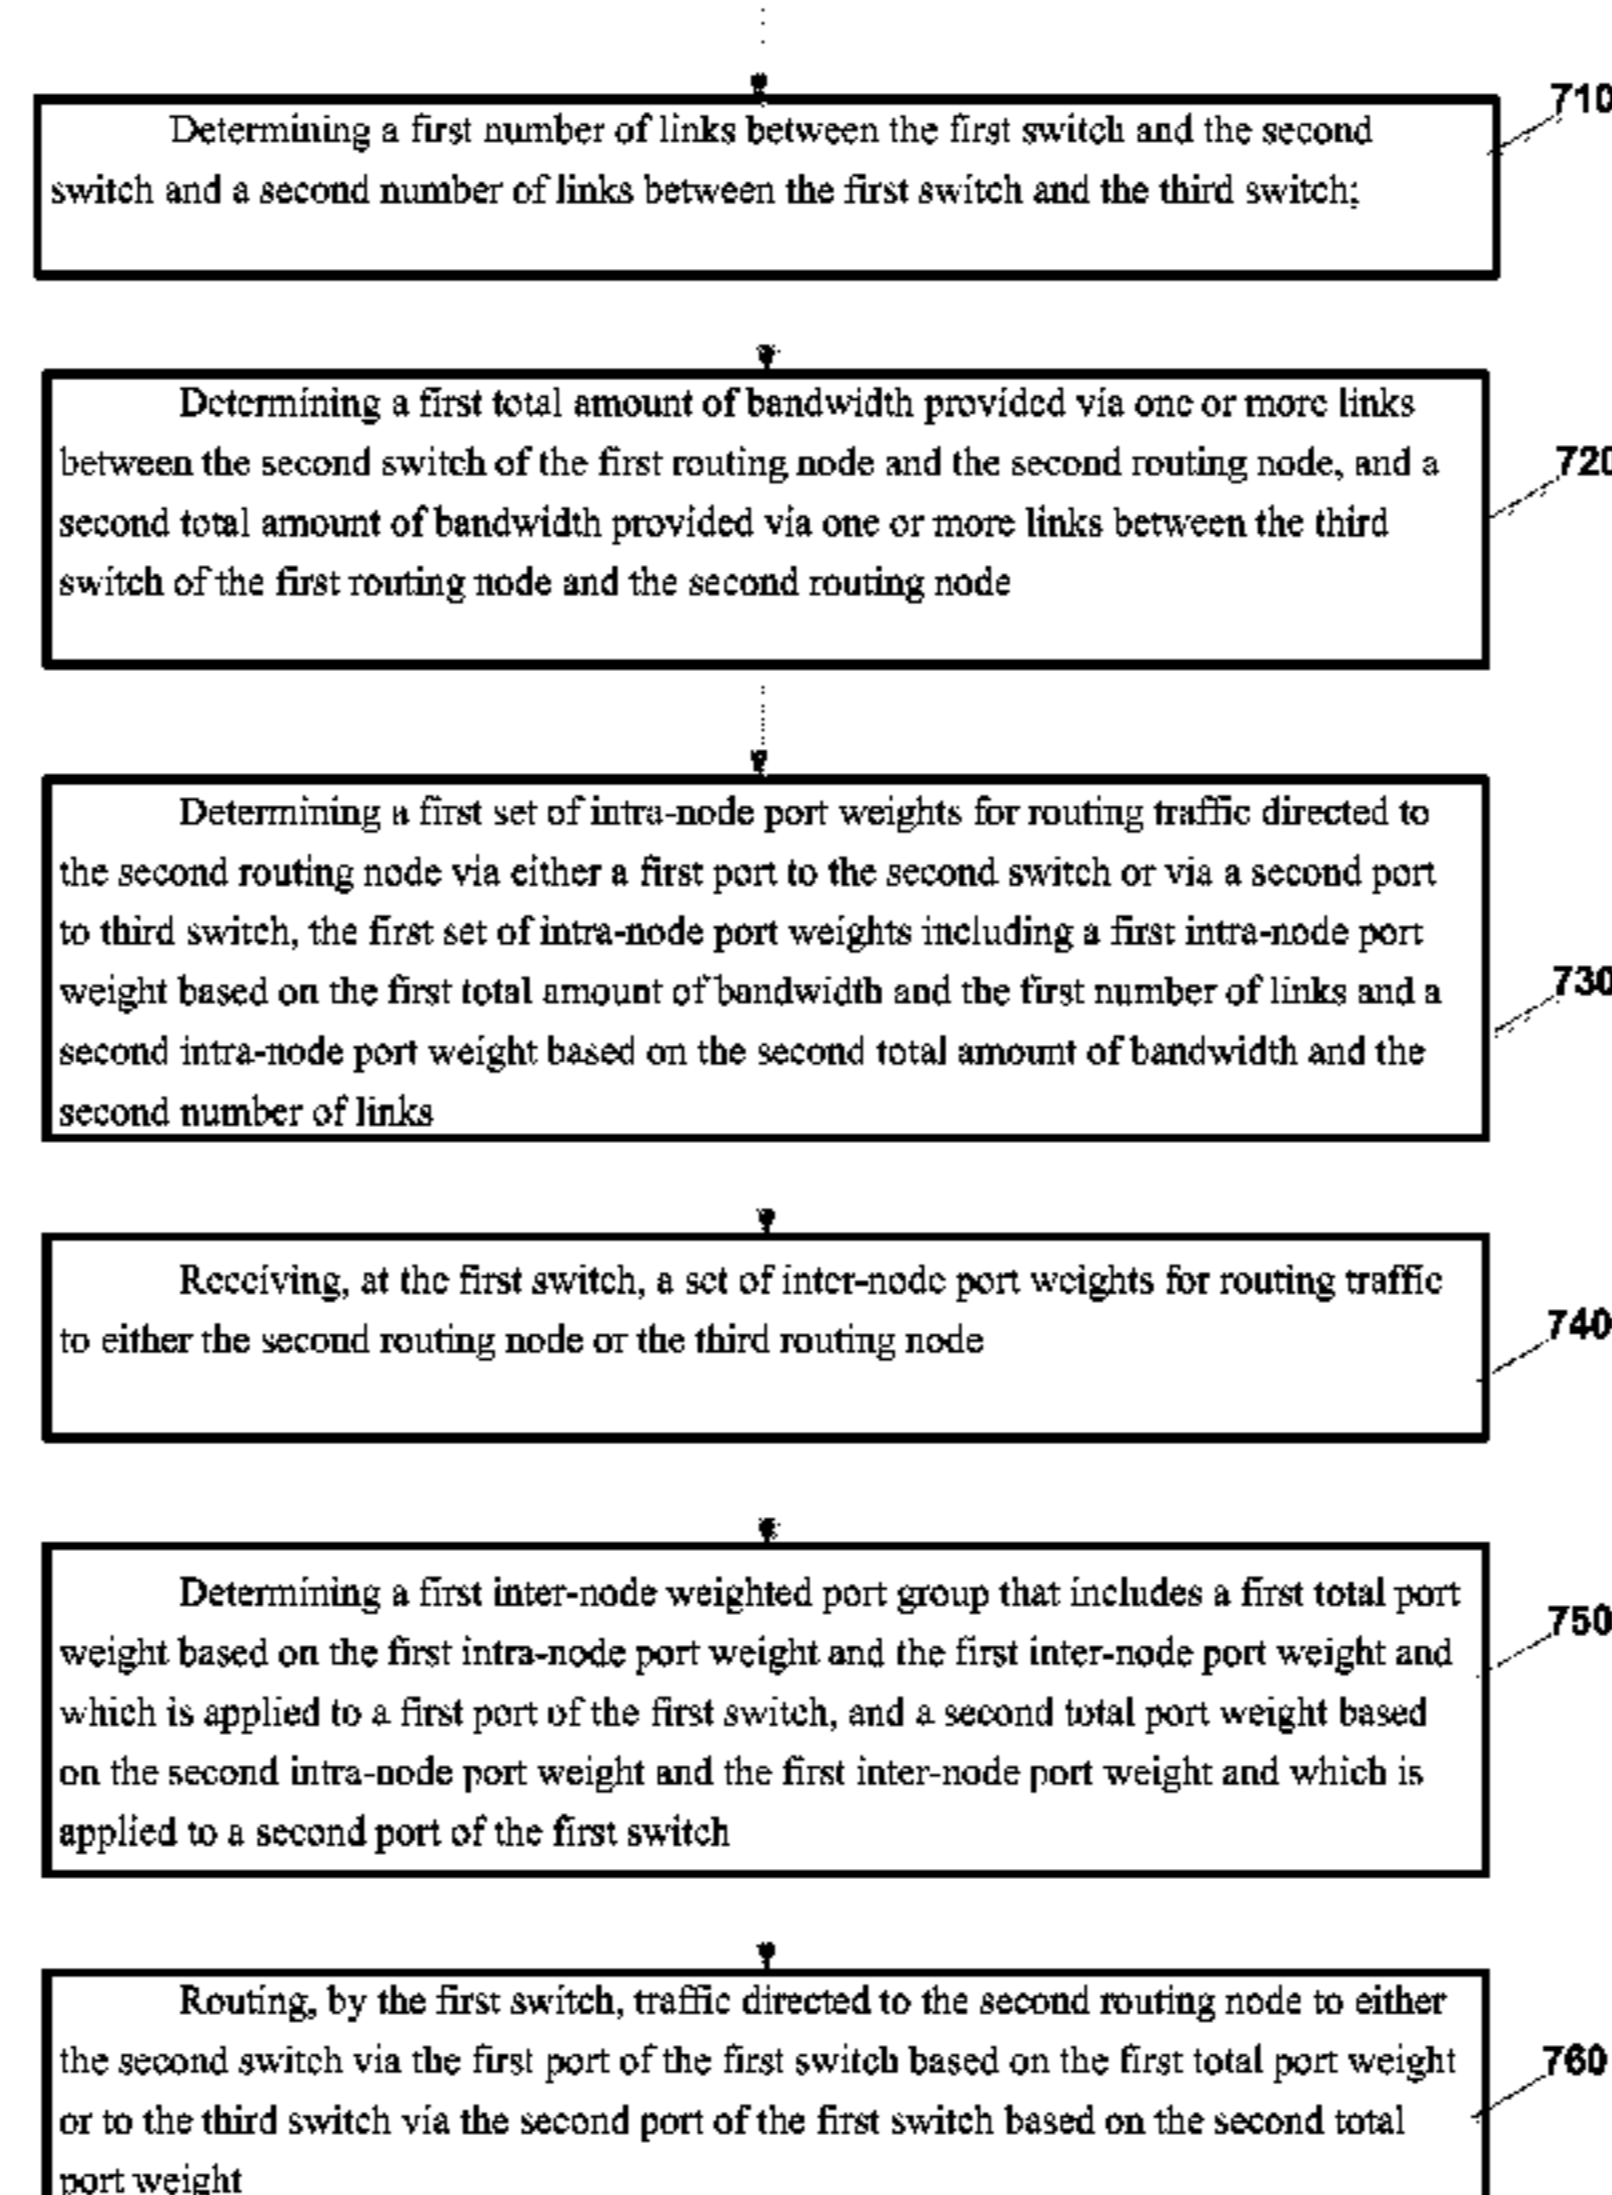 710
Determining a first number of links between the first switch and the second
switch and a second number of links between the first switch and the third switch;
Determining a first total amount of bandwidth provided via one or more links
between the second switch of the first routing node and the second routing node, and a
second total amount of bandwidth provided via one or more links between the third
switch of the first routing node and the second routing node
720
Determining a first set of intra-node port weights for routing traffic directed to
the second routing node via either a first port to the second switch or via a second port
to third switch, the first set of intra-node port weights including a first intra-node port
weight based on the first total amount of bandwidth and the first number of links and a
second intra-node port weight based on the second total amount of bandwidth and the
second number of links
730
Receiving, at the first switch, a set of inter-node port weights for routing traffic
to either the second routing node or the third routing node
740
Determining a first inter-node weighted port group that includes a first total port
weight based on the first intra-node port weight and the first inter-node port weight and
which is applied to a first port of the first switch, and a second total port weight based
on the second intra-node port weight and the first inter-node port weight and which is
applied to a second port of the first switch
750
Routing, by the first switch, traffic directed to the second routing node to either
the second switch via the first port of the first switch based on the first total port weight
or to the third switch via the second port of the first switch based on the second total
port weight
760